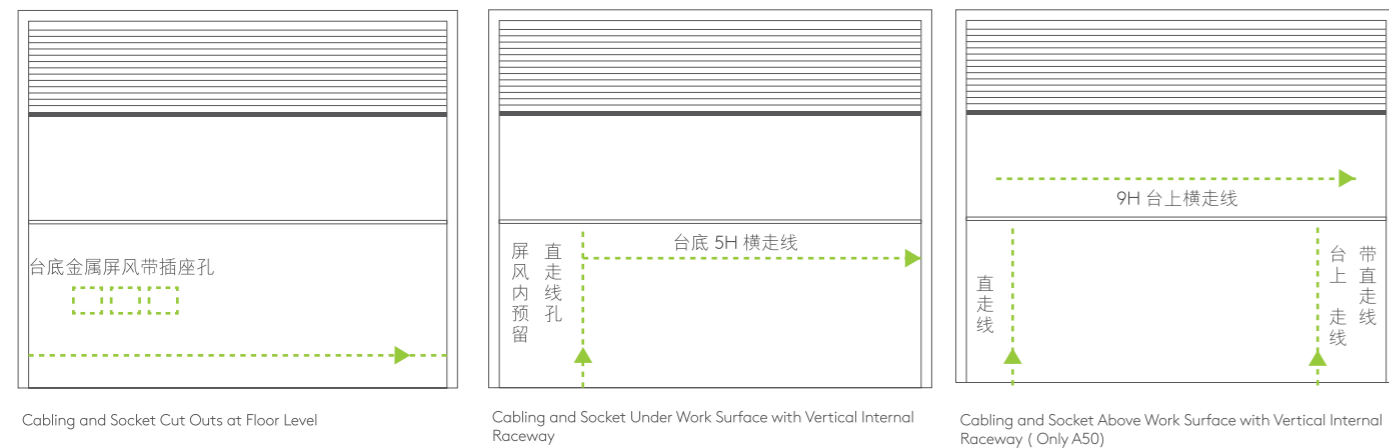 台底金属屏风带插座孔
Cabling and Socket Cut Outs at Floor Level
屏风内预留
直走线孔
台底 5H 横走线
Cabling and Socket Under Work Surface with Vertical Internal
Raceway
9H 台上横走线
直走线
台上 走线
带直走线
Cabling and Socket Above Work Surface with Vertical Internal
Raceway ( Only A50)